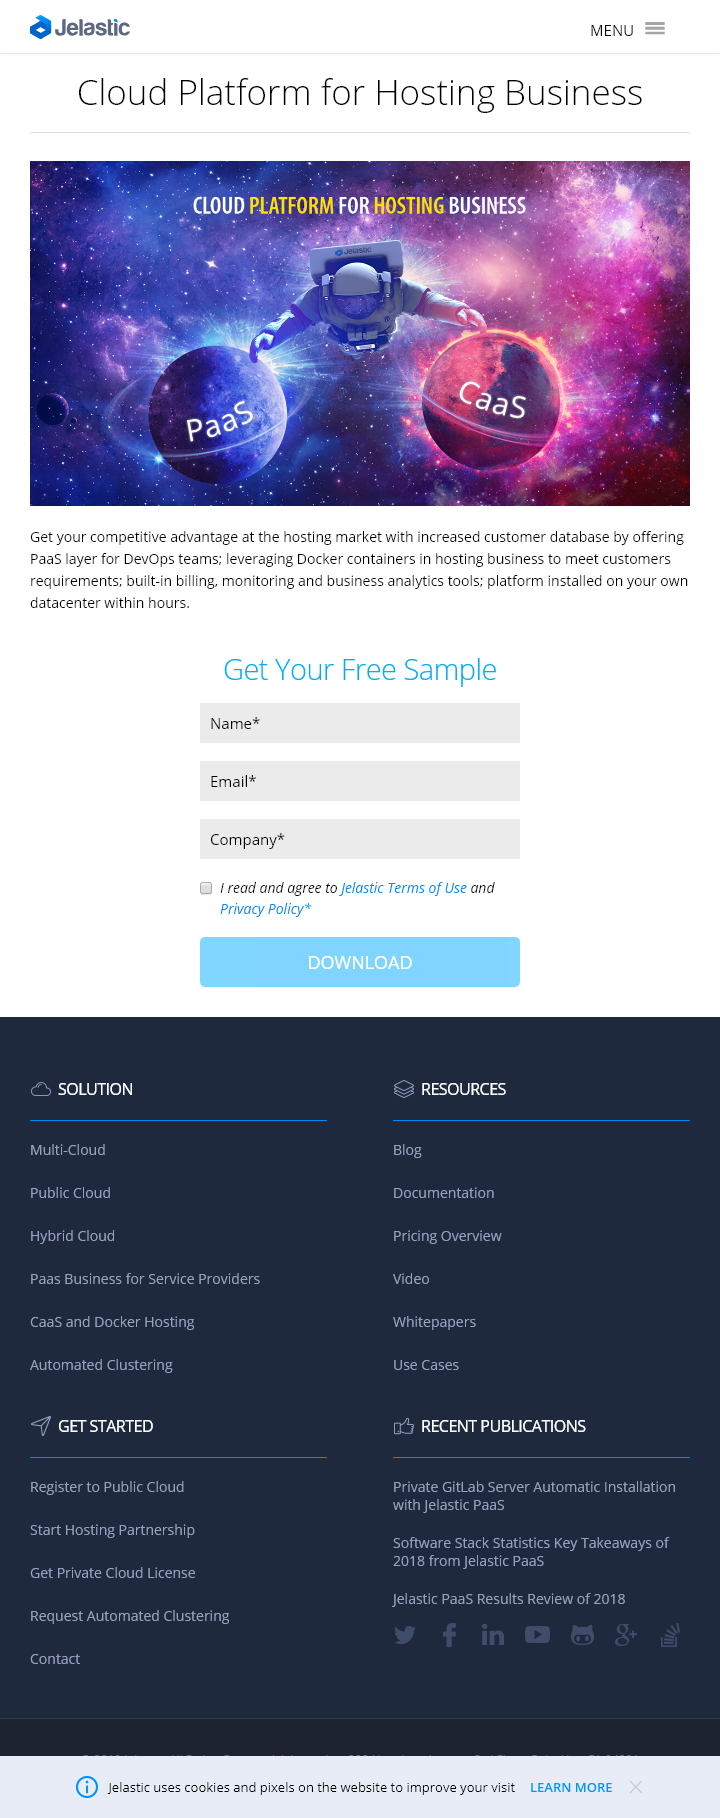 Jelastic
MENU
Cloud Platform for Hosting Business
CLOUD PLATFORM FOR HOSTING BUSINESS
Jelastic
PaaS
CaaS
Get your competitive advantage at the hosting market with increased customer database by offering
PaaS layer for DevOps teams; leveraging Docker containers in hosting business to meet customers
requirements; built-in billing, monitoring and business analytics tools; platform installed on your own
datacenter within hours.
Get Your Free Sample
Name*
Email*
Company*
I read and agree to Jelastic Terms of Use and
Privacy Policy*
DOWNLOAD
SOLUTION
Multi-Cloud
Public Cloud
Hybrid Cloud
Paas Business for Service Providers
CaaS and Docker Hosting
Automated Clustering
RESOURCES
Blog
Documentation
Pricing Overview
Video
Whitepapers
Use Cases
GET STARTED
Register to Public Cloud
Start Hosting Partnership
Get Private Cloud License
Request Automated Clustering
Contact
RECENT PUBLICATIONS
Private GitLab Server Automatic Installation
with Jelastic PaaS
Software Stack Statistics Key Takeaways of
2018 from Jelastic PaaS
Jelastic PaaS Results Review of 2018
Jelastic uses cookies and pixels on the website to improve your visit LEARN MORE